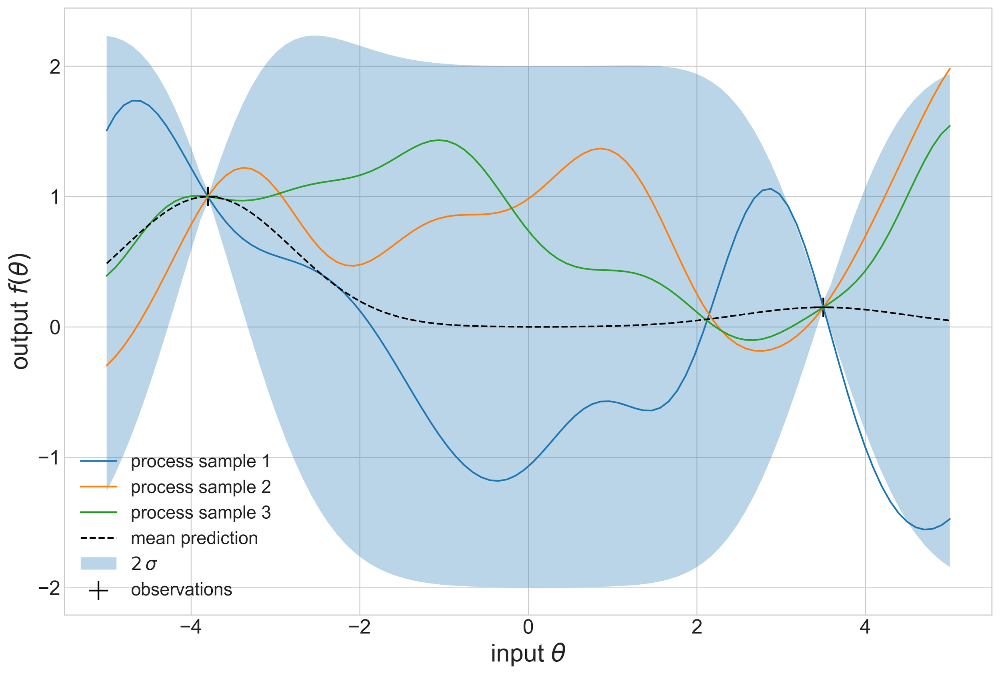 output f(θ)
2
1
0
−1
−2
process sample 1
process sample 2
process sample 3
mean prediction
2 σ
observations
−4 −2 0 2 4
input θ